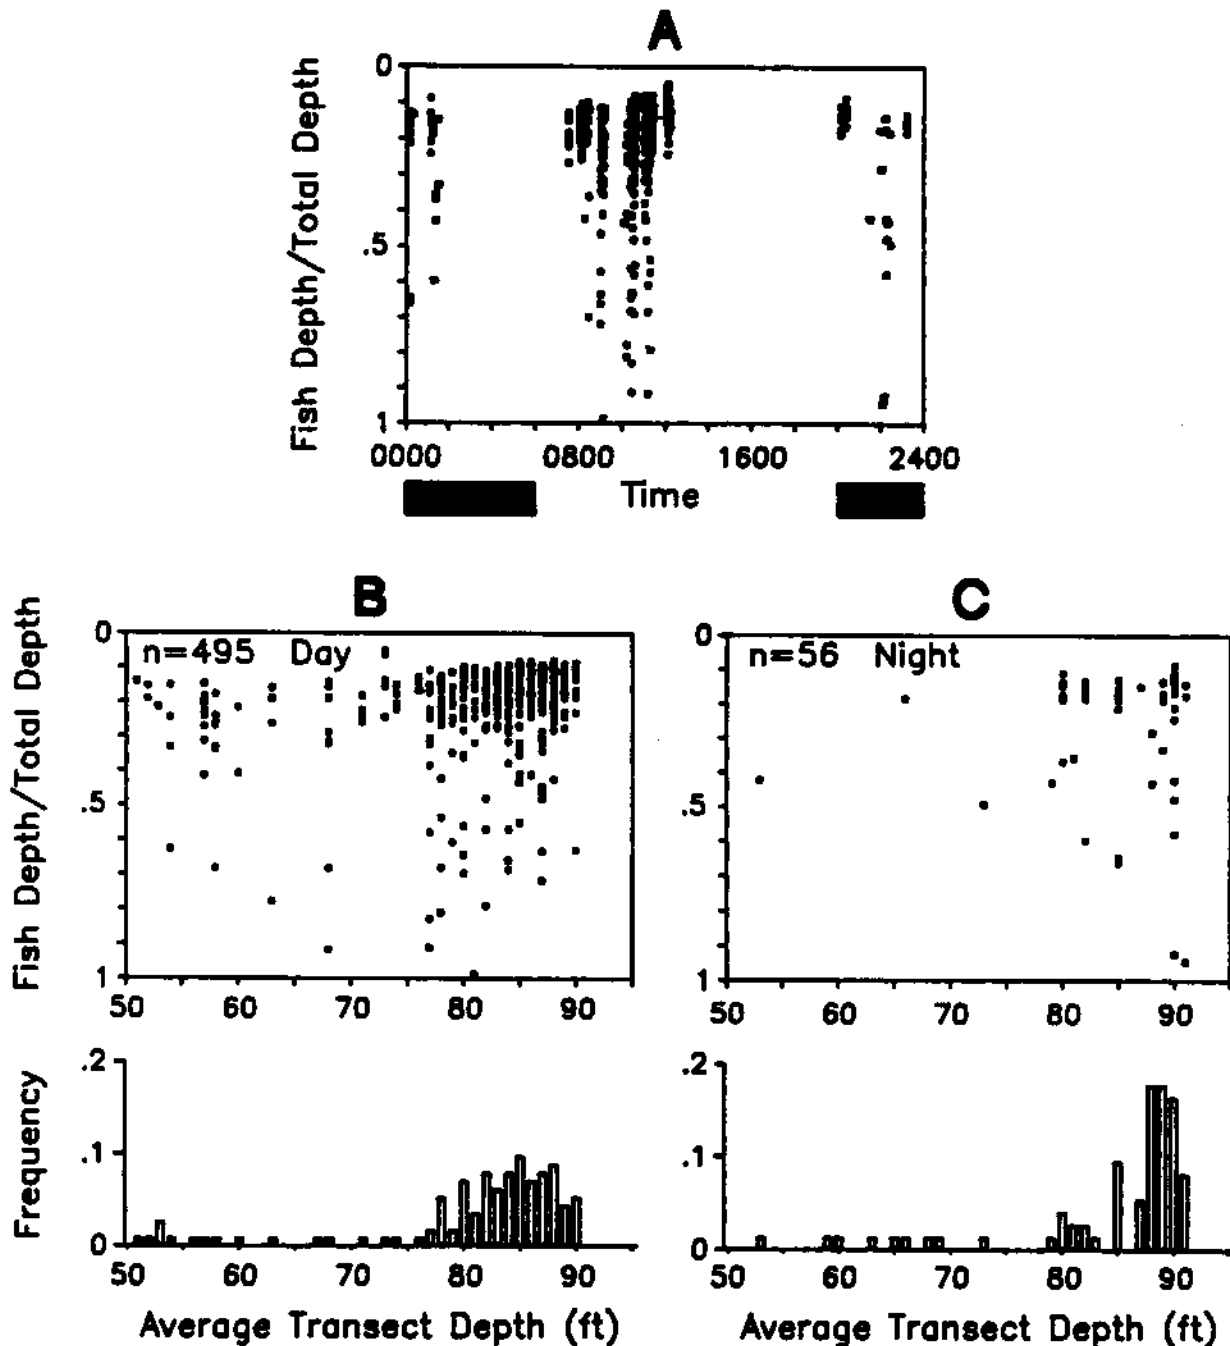 A
Fish Depth/Total Depth
0
.5
1
0000 0800 1600 2400
Time
B
Fish Depth/Total Depth
0
.5
1
n=495 Day
50 60 70 80 90
C
0
.5
1
n=56 Night
50 60 70 80 90
Frequency
.2
.1
0
50 60 70 80 90
Average Transect Depth (ft)
.2
.1
0
50 60 70 80 90
Average Transect Depth (ft)